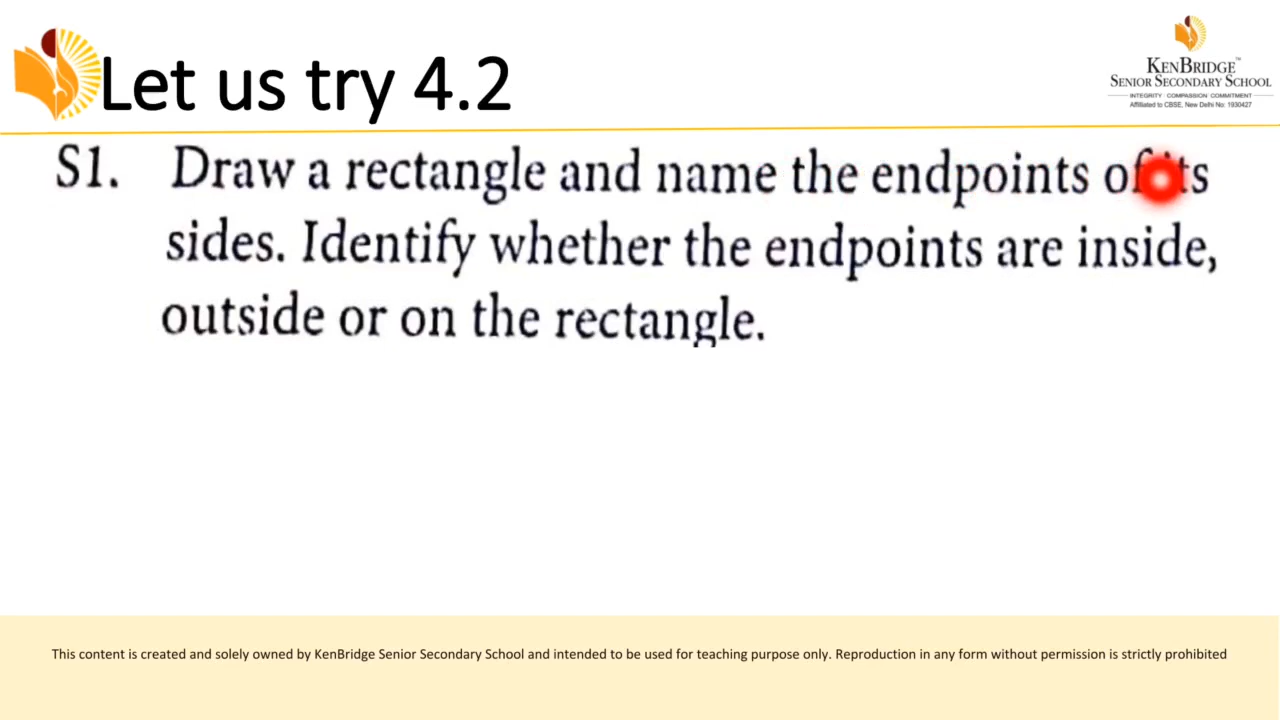 Let us try 4.2
KENBRIDGE™
SENIOR SECONDARY SCHOOL
INTEGRITY COMPASSION COMMITMENT
Affiliated to CBSE, New Delhi No: 1930427
S1. Draw a rectangle and name the endpoints of its
sides. Identify whether the endpoints are inside,
outside or on the rectangle.
This content is created and solely owned by KenBridge Senior Secondary School and intended to be used for teaching purpose only. Reproduction in any form without permission is strictly prohibited